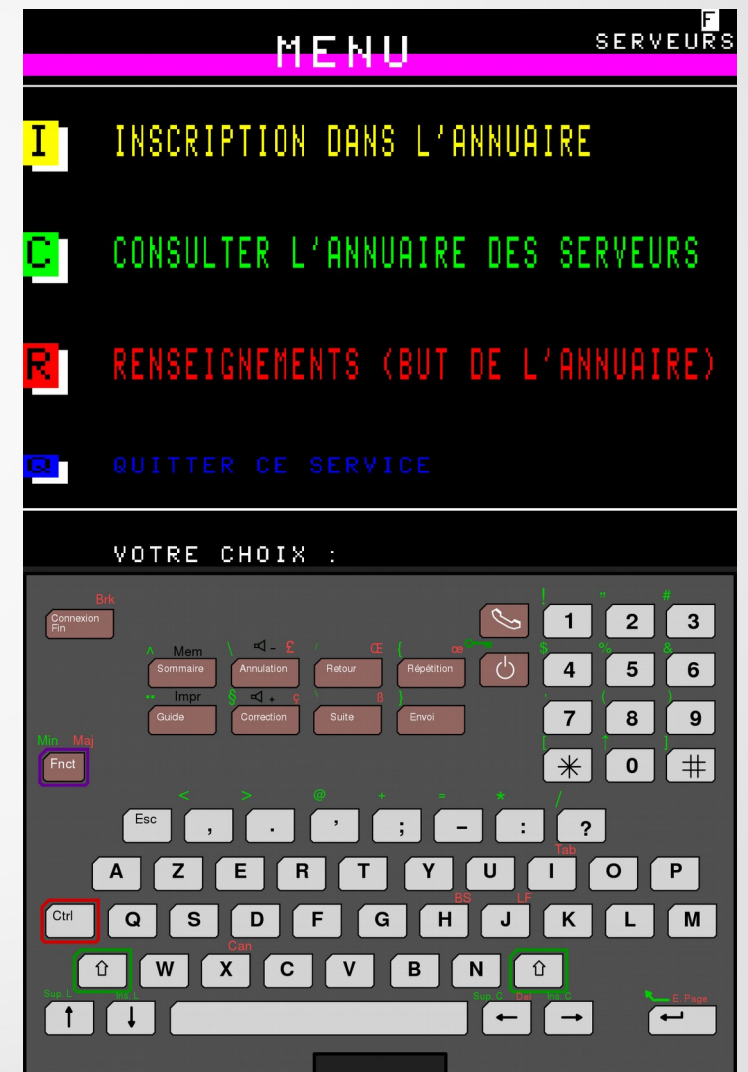 F
MENU SERVEURS
I INSCRIPTION DANS L'ANNUAIRE
C CONSULTER L'ANNUAIRE DES SERVEURS
R RENSEIGNEMENTS (BUT DE L'ANNUAIRE)
Q QUITTER CE SERVICE
VOTRE CHOIX :
Brk ! " #
Connexion Fin 1 2 3
^ Mem \ - £ ' Œ { œ $ % &
Sommaire Annulation Retour Répétition 4 5 6
¨ Impr § + ç ` ß } ( )
Guide Correction Suite Envoi 7 8 9
Min Maj [ ↑ ]
Fnct * 0 #
< > @ + = * /
Esc , . ' ; – : ?
Tab
A Z E R T Y U I O P
BS LF
Ctrl Q S D F G H J K L M
Can
⇧ W X C V B N ⇧
Sup. L Ins. L Sup. C Del Ins. C E. Page
↑ ↓ ← → ↵